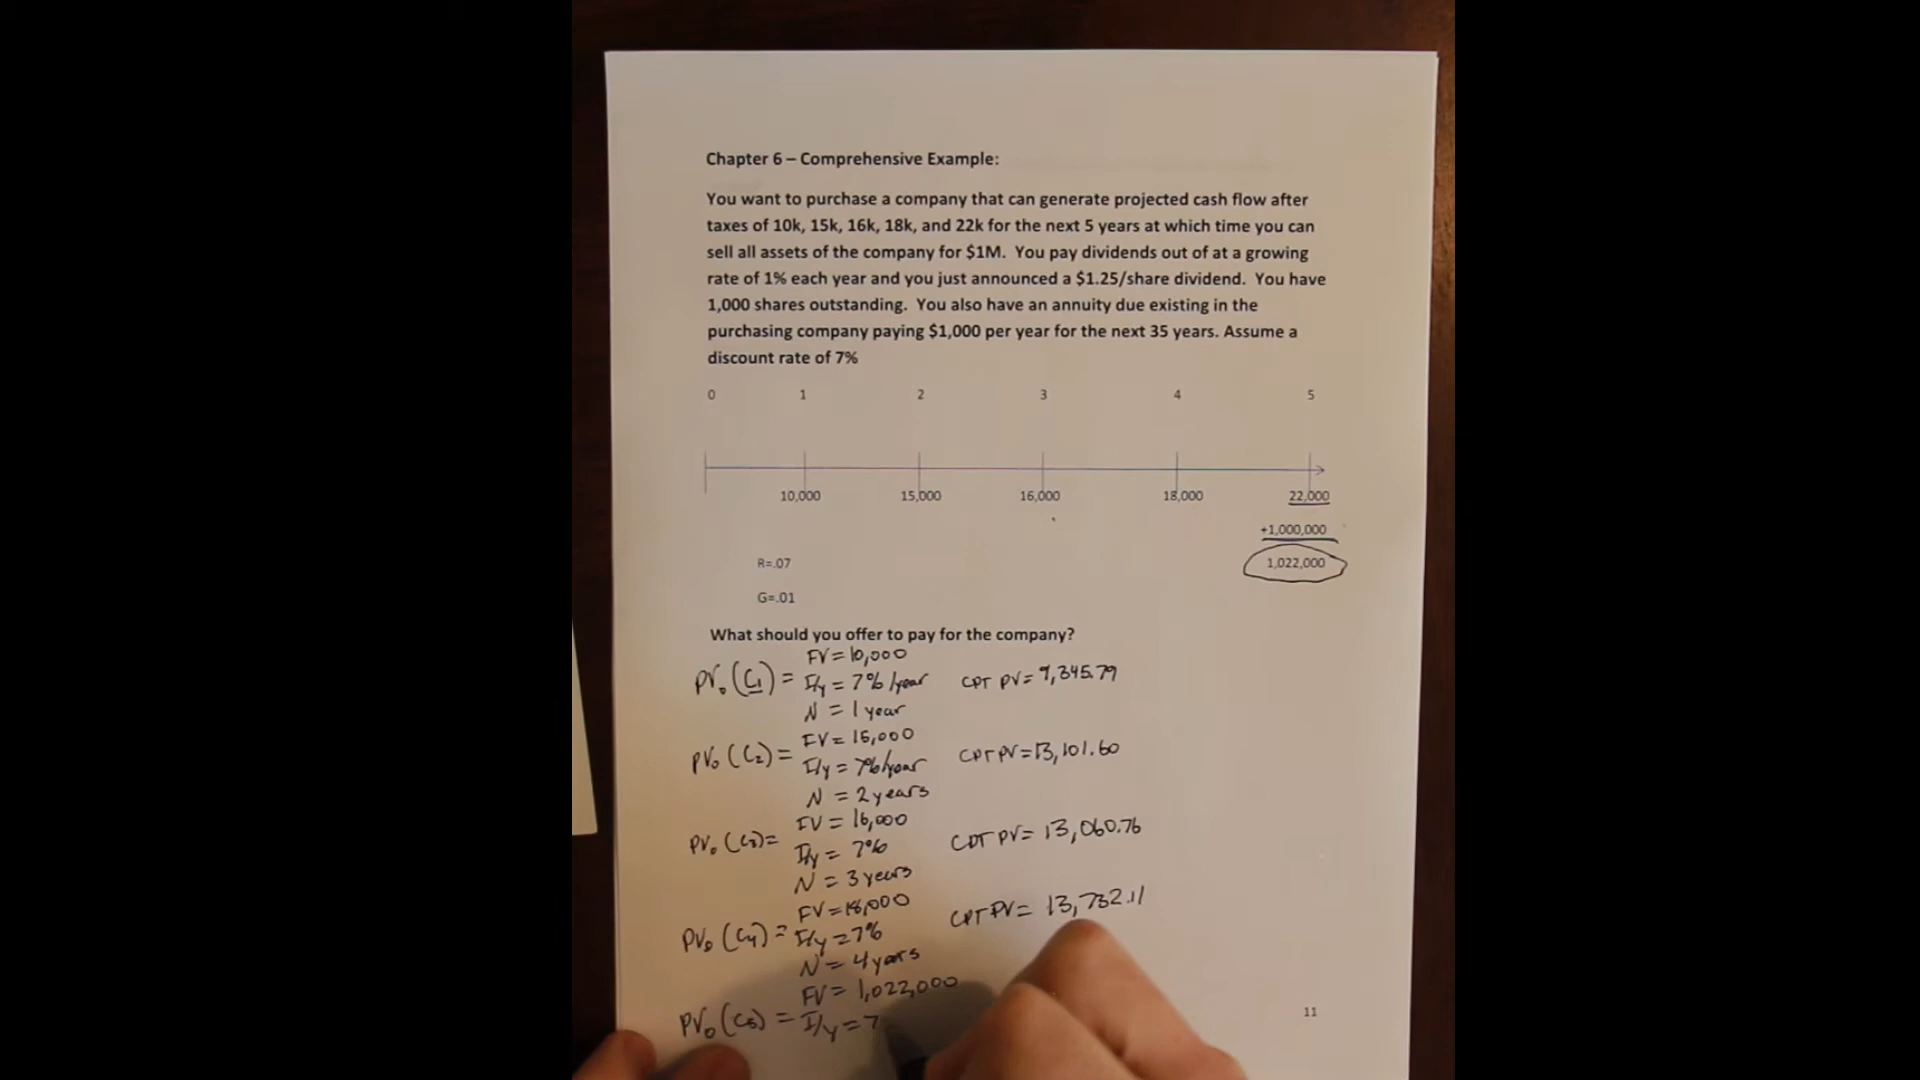 Chapter 6 – Comprehensive Example:
You want to purchase a company that can generate projected cash flow after
taxes of 10k, 15k, 16k, 18k, and 22k for the next 5 years at which time you can
sell all assets of the company for $1M. You pay dividends out of at a growing
rate of 1% each year and you just announced a $1.25/share dividend. You have
1,000 shares outstanding. You also have an annuity due existing in the
purchasing company paying $1,000 per year for the next 35 years. Assume a
discount rate of 7%
0 1 2 3 4 5
10,000 15,000 16,000 18,000 22,000
+1,000,000
R=.07 1,022,000
G=.01
What should you offer to pay for the company?
FV = 10,000
PV₀ (C₁) = I/y = 7% /year CPT PV = 9,345.79
N = 1 year
FV = 15,000
PV₀ (C₂) = I/y = 7%/year CPT PV = 13,101.60
N = 2 years
FV = 16,000
PV₀ (C₃) = I/y = 7% CPT PV = 13,060.76
N = 3 years
FV = 18,000
PV₀ (C₄) = I/y = 7% CPT PV = 13,732.11
N = 4 years
FV = 1,022,000
PV₀ (C₅) = I/y = 7
11